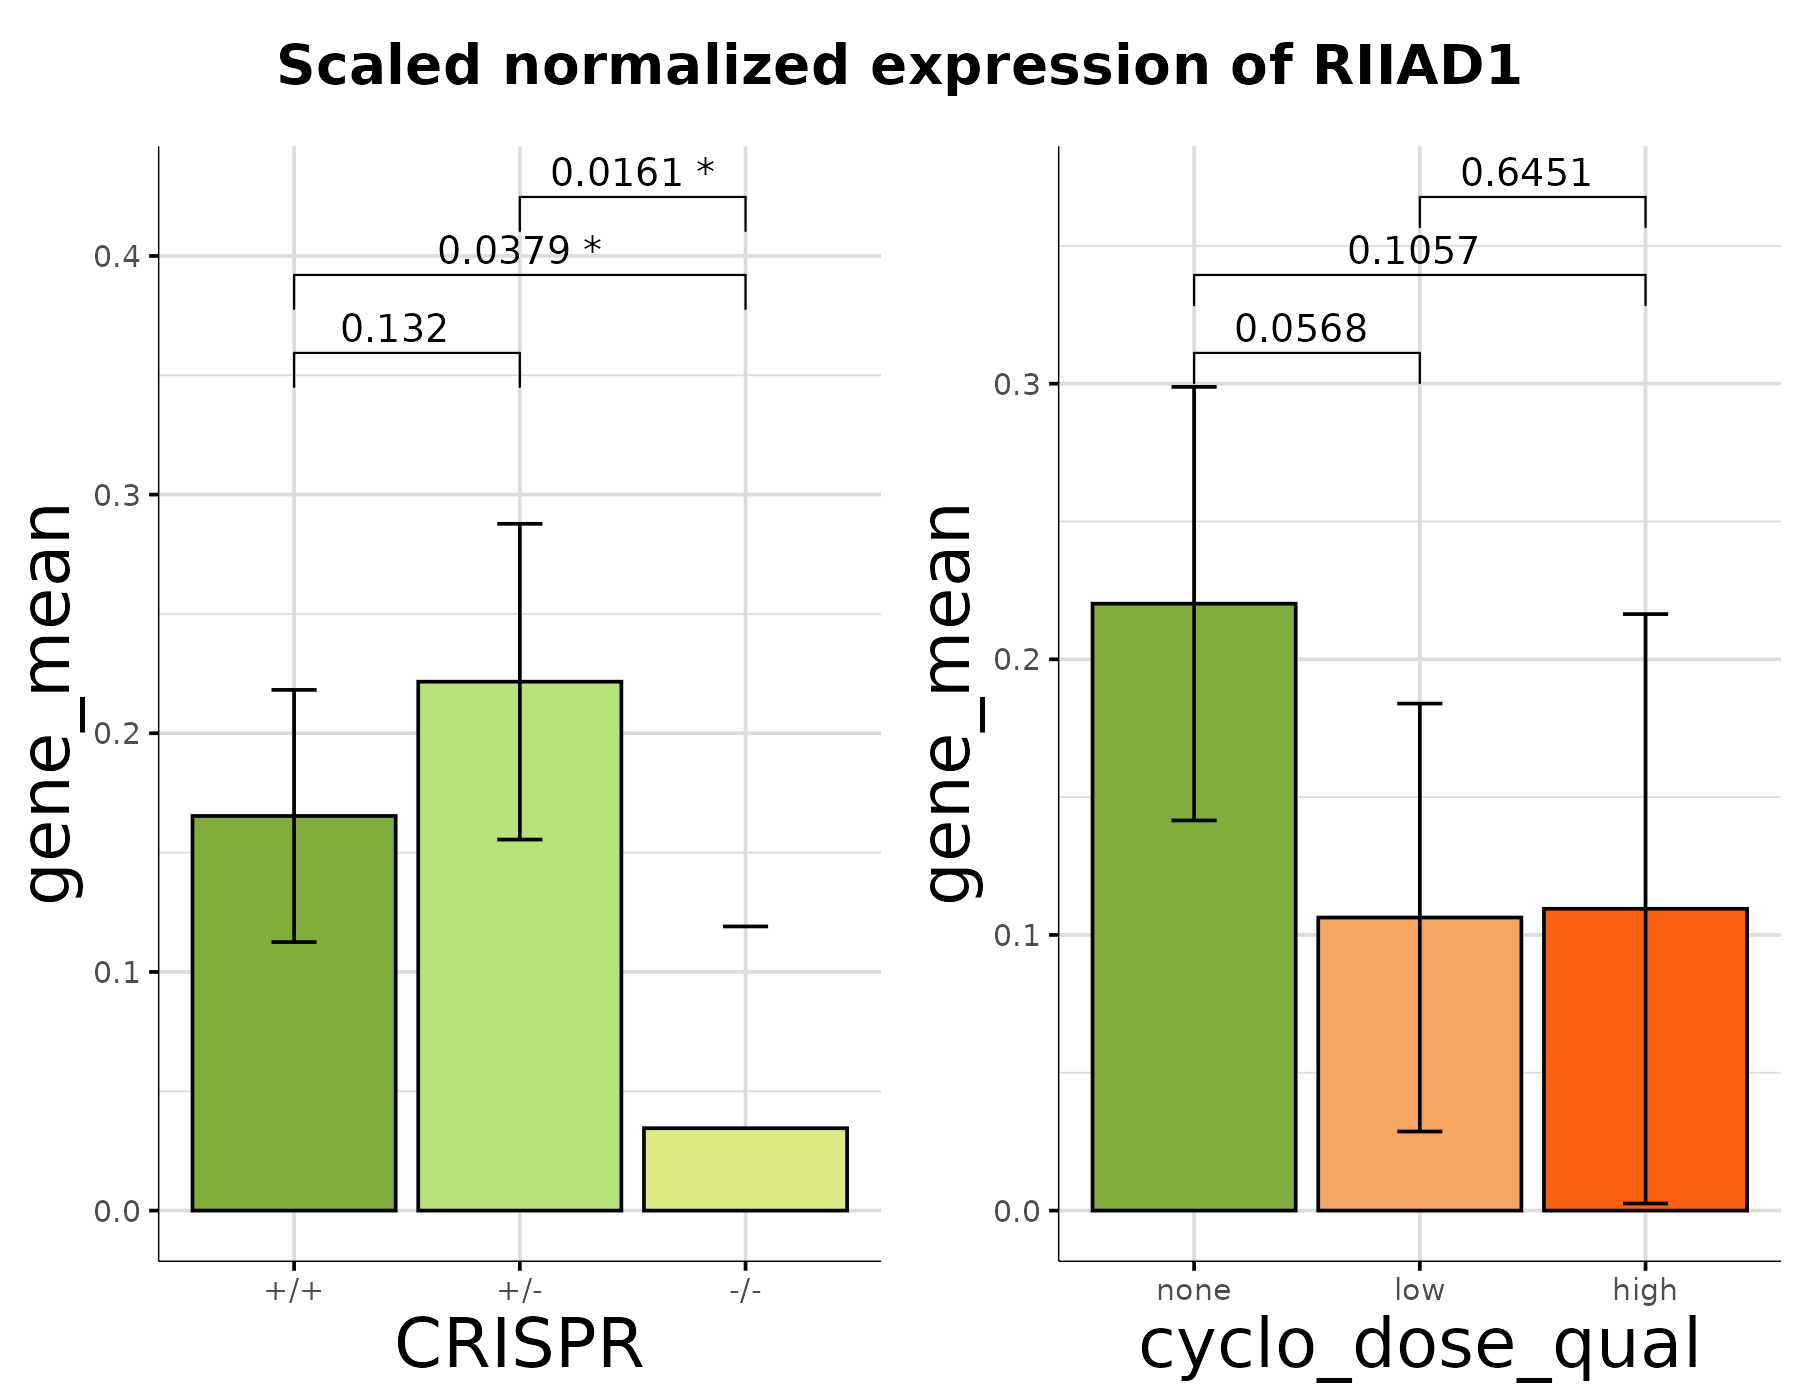 Scaled normalized expression of RIIAD1
gene_mean
0.4
0.3
0.2
0.1
0.0
0.0161 *
0.0379 *
0.132
+/+
+/-
-/-
CRISPR
gene_mean
0.3
0.2
0.1
0.0
0.6451
0.1057
0.0568
none
low
high
cyclo_dose_qual